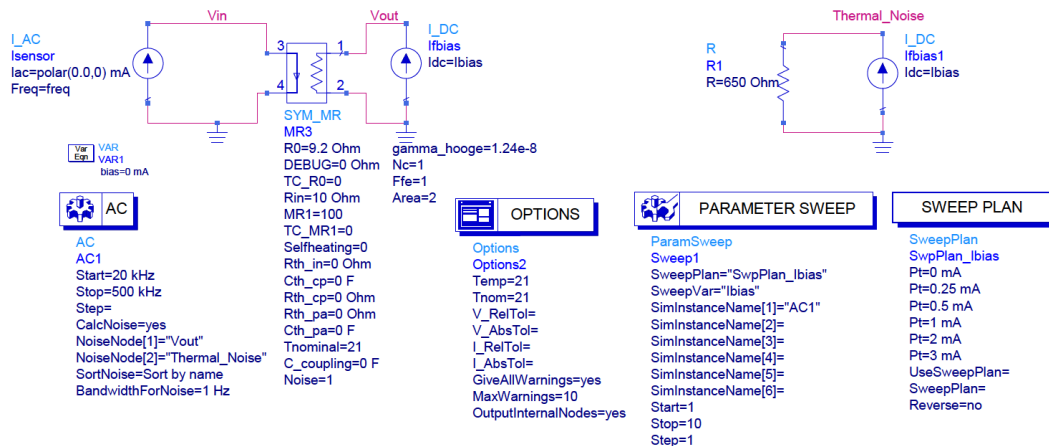 Vin
Vout
Thermal_Noise
I_AC
Isensor
Iac=polar(0.0,0) mA
Freq=freq
3
4
1
2
I_DC
Ifbias
Idc=Ibias
R
R1
R=650 Ohm
I_DC
Ifbias1
Idc=Ibias
SYM_MR
MR3
R0=9.2 Ohm
DEBUG=0 Ohm
TC_R0=0
Rin=10 Ohm
MR1=100
TC_MR1=0
Selfheating=0
Rth_in=0 Ohm
Cth_cp=0 F
Rth_cp=0 Ohm
Rth_pa=0 Ohm
Cth_pa=0 F
Tnominal=21
C_coupling=0 F
Noise=1
gamma_hooge=1.24e-8
Nc=1
Ffe=1
Area=2
Var
Eqn
VAR
VAR1
bias=0 mA
AC
AC
AC1
Start=20 kHz
Stop=500 kHz
Step=
CalcNoise=yes
NoiseNode[1]="Vout"
NoiseNode[2]="Thermal_Noise"
SortNoise=Sort by name
BandwidthForNoise=1 Hz
OPTIONS
Options
Options2
Temp=21
Tnom=21
V_RelTol=
V_AbsTol=
I_RelTol=
I_AbsTol=
GiveAllWarnings=yes
MaxWarnings=10
OutputInternalNodes=yes
PARAMETER SWEEP
ParamSweep
Sweep1
SweepPlan="SwpPlan_Ibias"
SweepVar="Ibias"
SimInstanceName[1]="AC1"
SimInstanceName[2]=
SimInstanceName[3]=
SimInstanceName[4]=
SimInstanceName[5]=
SimInstanceName[6]=
Start=1
Stop=10
Step=1
SWEEP PLAN
SweepPlan
SwpPlan_Ibias
Pt=0 mA
Pt=0.25 mA
Pt=0.5 mA
Pt=1 mA
Pt=2 mA
Pt=3 mA
UseSweepPlan=
SweepPlan=
Reverse=no